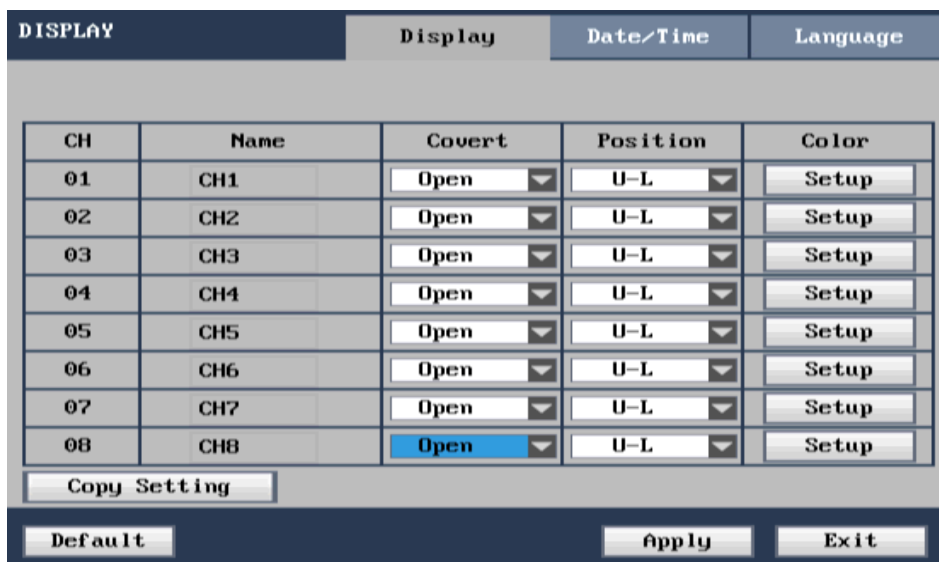 DISPLAY Display Date/Time Language
CH Name Covert Position Color
01 CH1 Open U-L Setup
02 CH2 Open U-L Setup
03 CH3 Open U-L Setup
04 CH4 Open U-L Setup
05 CH5 Open U-L Setup
06 CH6 Open U-L Setup
07 CH7 Open U-L Setup
08 CH8 Open U-L Setup
Copy Setting
Default Apply Exit